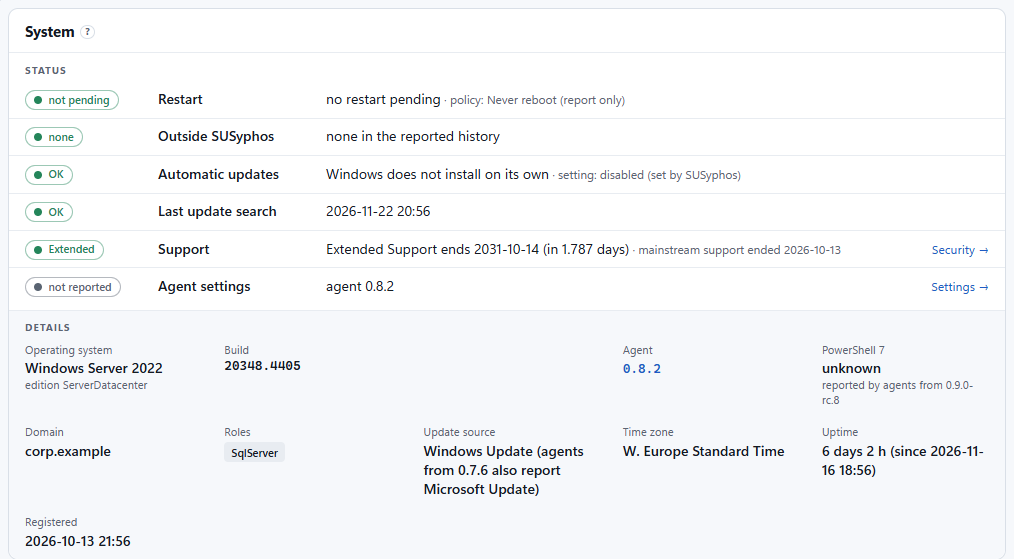 System ?
STATUS
not pending Restart no restart pending · policy: Never reboot (report only)
none Outside SUSyphos none in the reported history
OK Automatic updates Windows does not install on its own · setting: disabled (set by SUSyphos)
OK Last update search 2026-11-22 20:56
Extended Support Extended Support ends 2031-10-14 (in 1.787 days) · mainstream support ended 2026-10-13 Security →
not reported Agent settings agent 0.8.2 Settings →
DETAILS
Operating system
Windows Server 2022
edition ServerDatacenter
Build
20348.4405
Agent
0.8.2
PowerShell 7
unknown
reported by agents from 0.9.0-
rc.8
Domain
corp.example
Roles
SqlServer
Update source
Windows Update (agents
from 0.7.6 also report
Microsoft Update)
Time zone
W. Europe Standard Time
Uptime
6 days 2 h (since 2026-11-
16 18:56)
Registered
2026-10-13 21:56